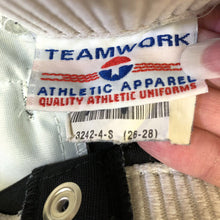 TEAMWORK
ATHLETIC APPAREL
QUALITY ATHLETIC UNIFORMS
3242-4-S (26-28)